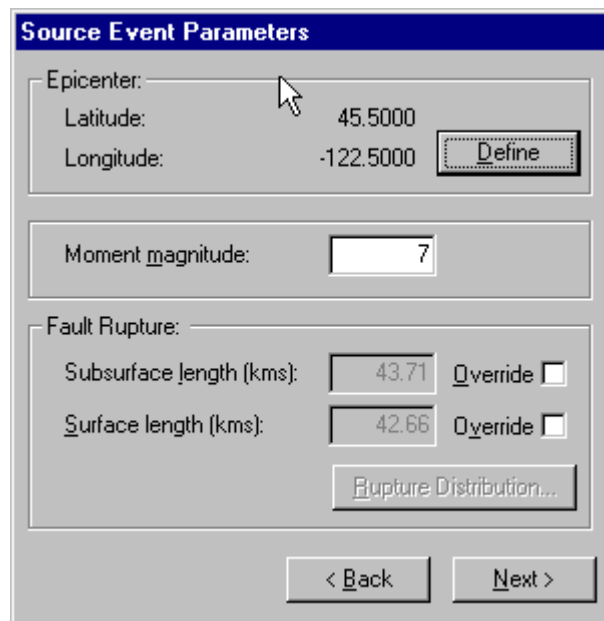 Source Event Parameters
Epicenter:
Latitude: 45.5000
Longitude: -122.5000 Define
Moment magnitude: 7
Fault Rupture:
Subsurface length (kms): 43.71 Override
Surface length (kms): 42.66 Override
Rupture Distribution...
< Back Next >